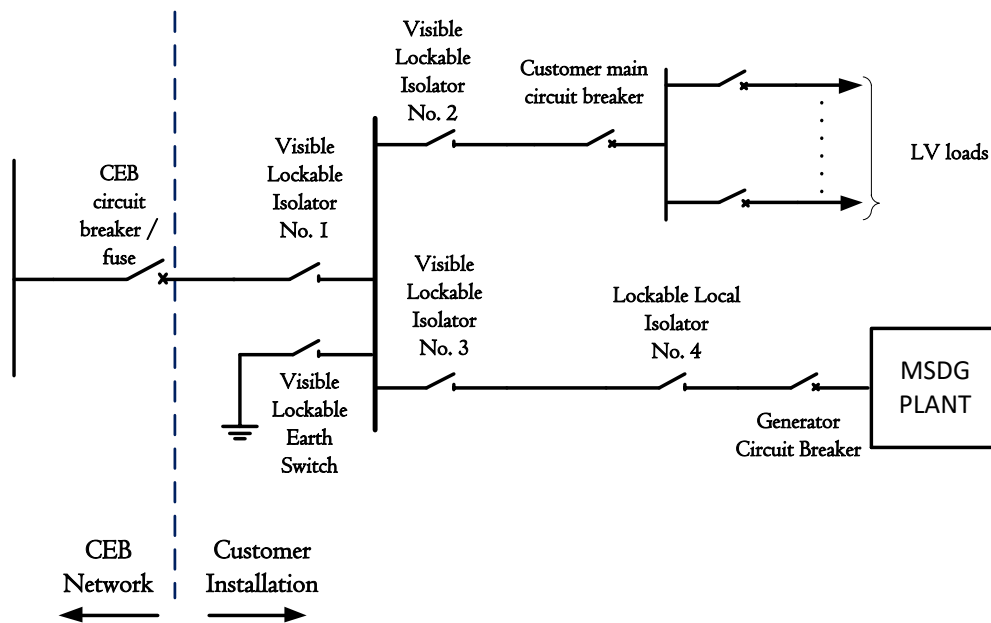 Visible
Lockable
Isolator
No. 2
Customer main
circuit breaker
LV loads
CEB
circuit
breaker /
fuse
Visible
Lockable
Isolator
No. 1
Visible
Lockable
Isolator
No. 3
Lockable Local
Isolator
No. 4
MSDG
PLANT
Visible
Lockable
Earth
Switch
Generator
Circuit Breaker
CEB
Network
Customer
Installation